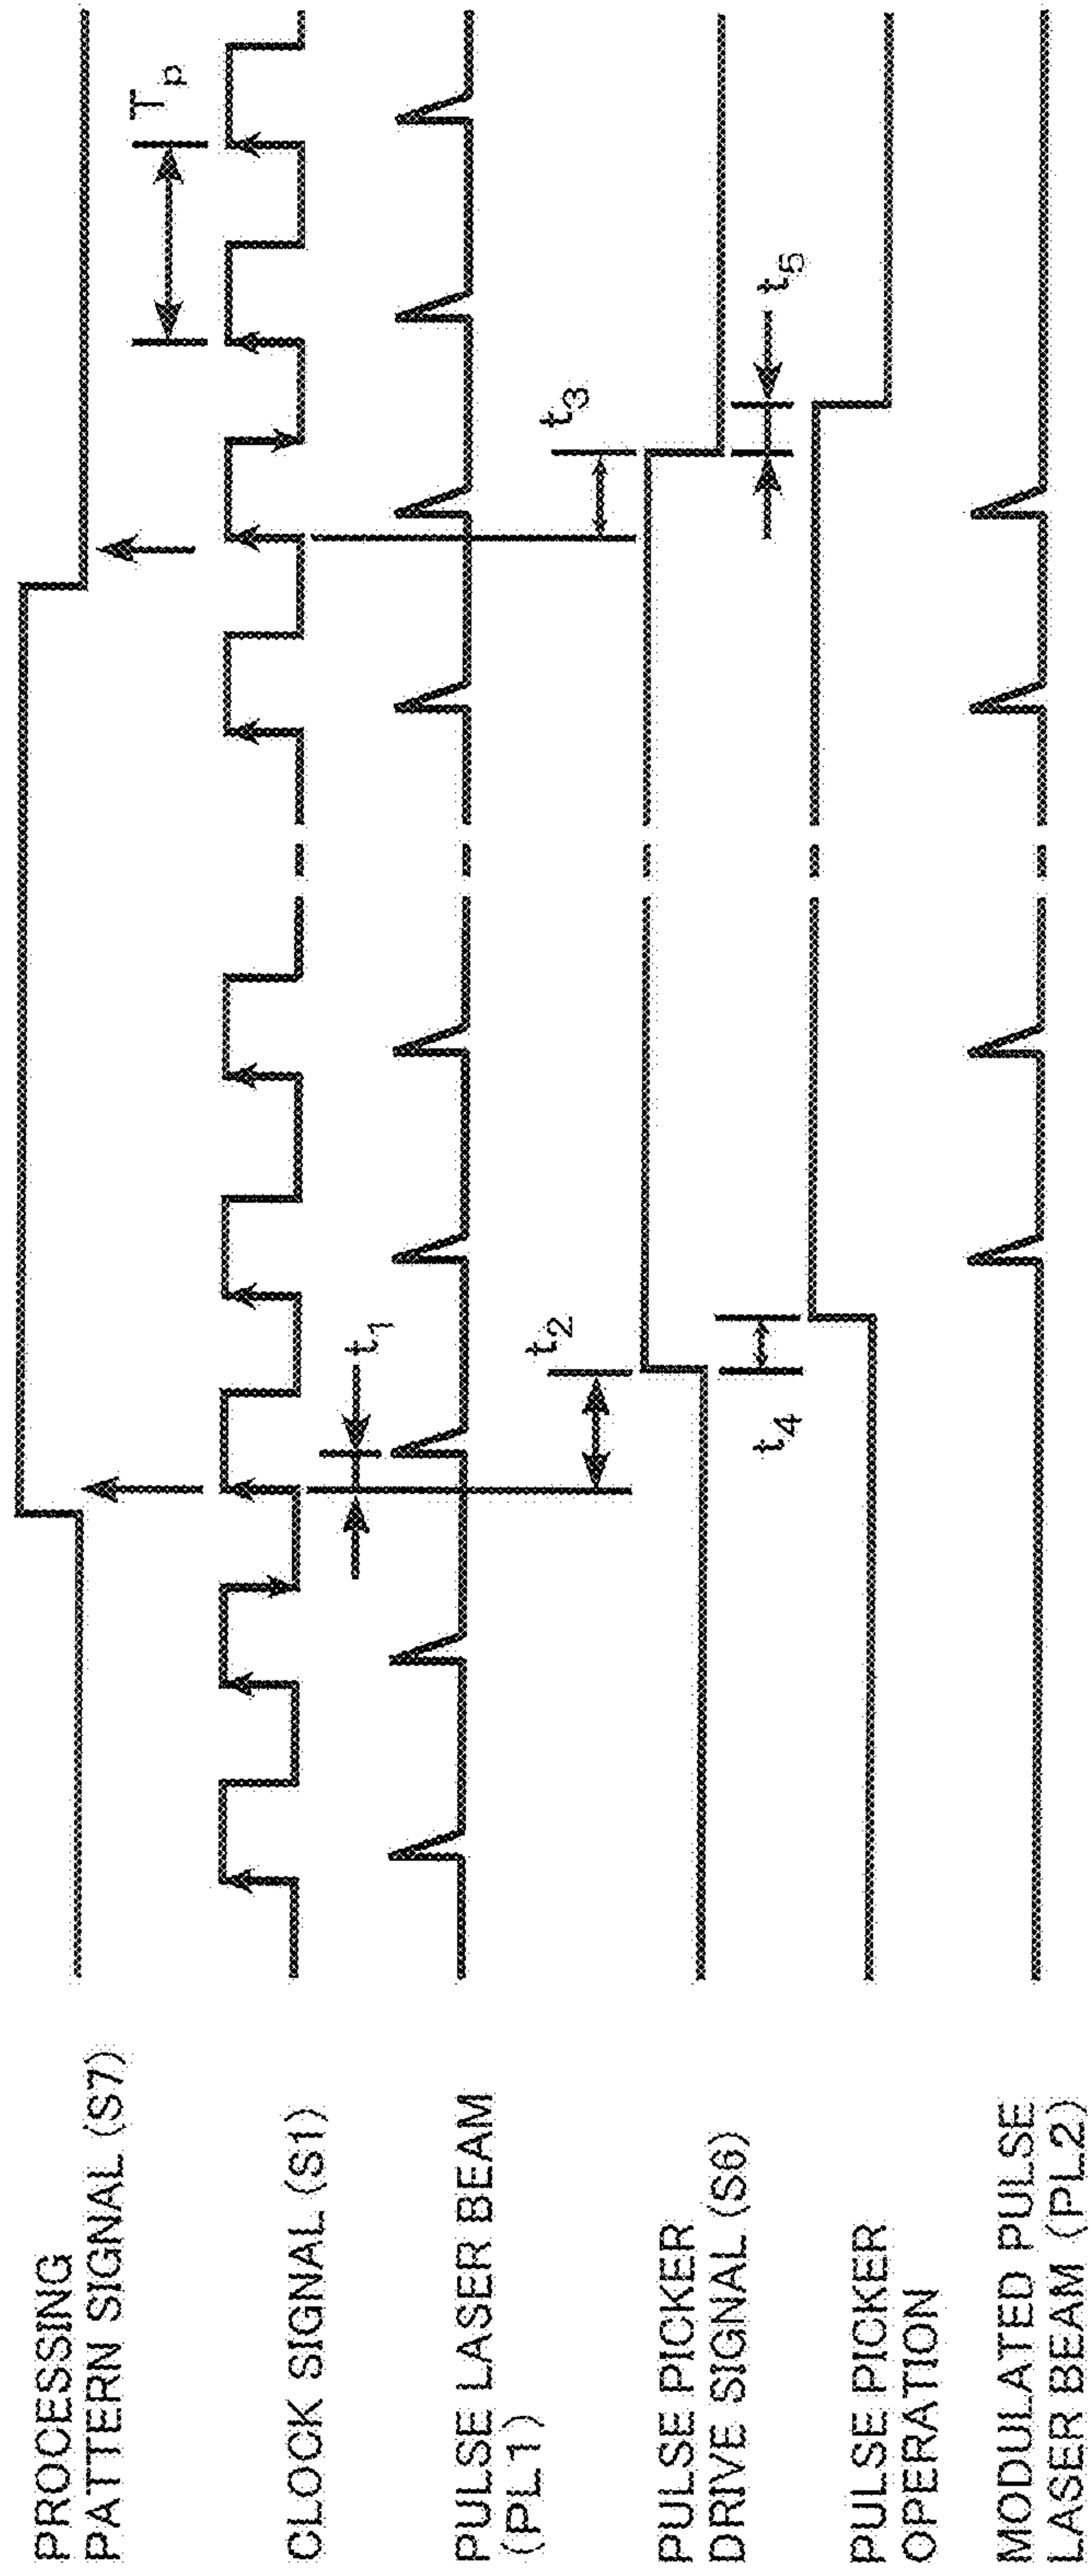 PROCESSING
PATTERN SIGNAL (S7)
CLOCK SIGNAL (S1)
Tp
PULSE LASER BEAM
(PL1)
t1
PULSE PICKER
DRIVE SIGNAL (S6)
t2
t3
PULSE PICKER
OPERATION
t4
t5
MODULATED PULSE
LASER BEAM (PL2)